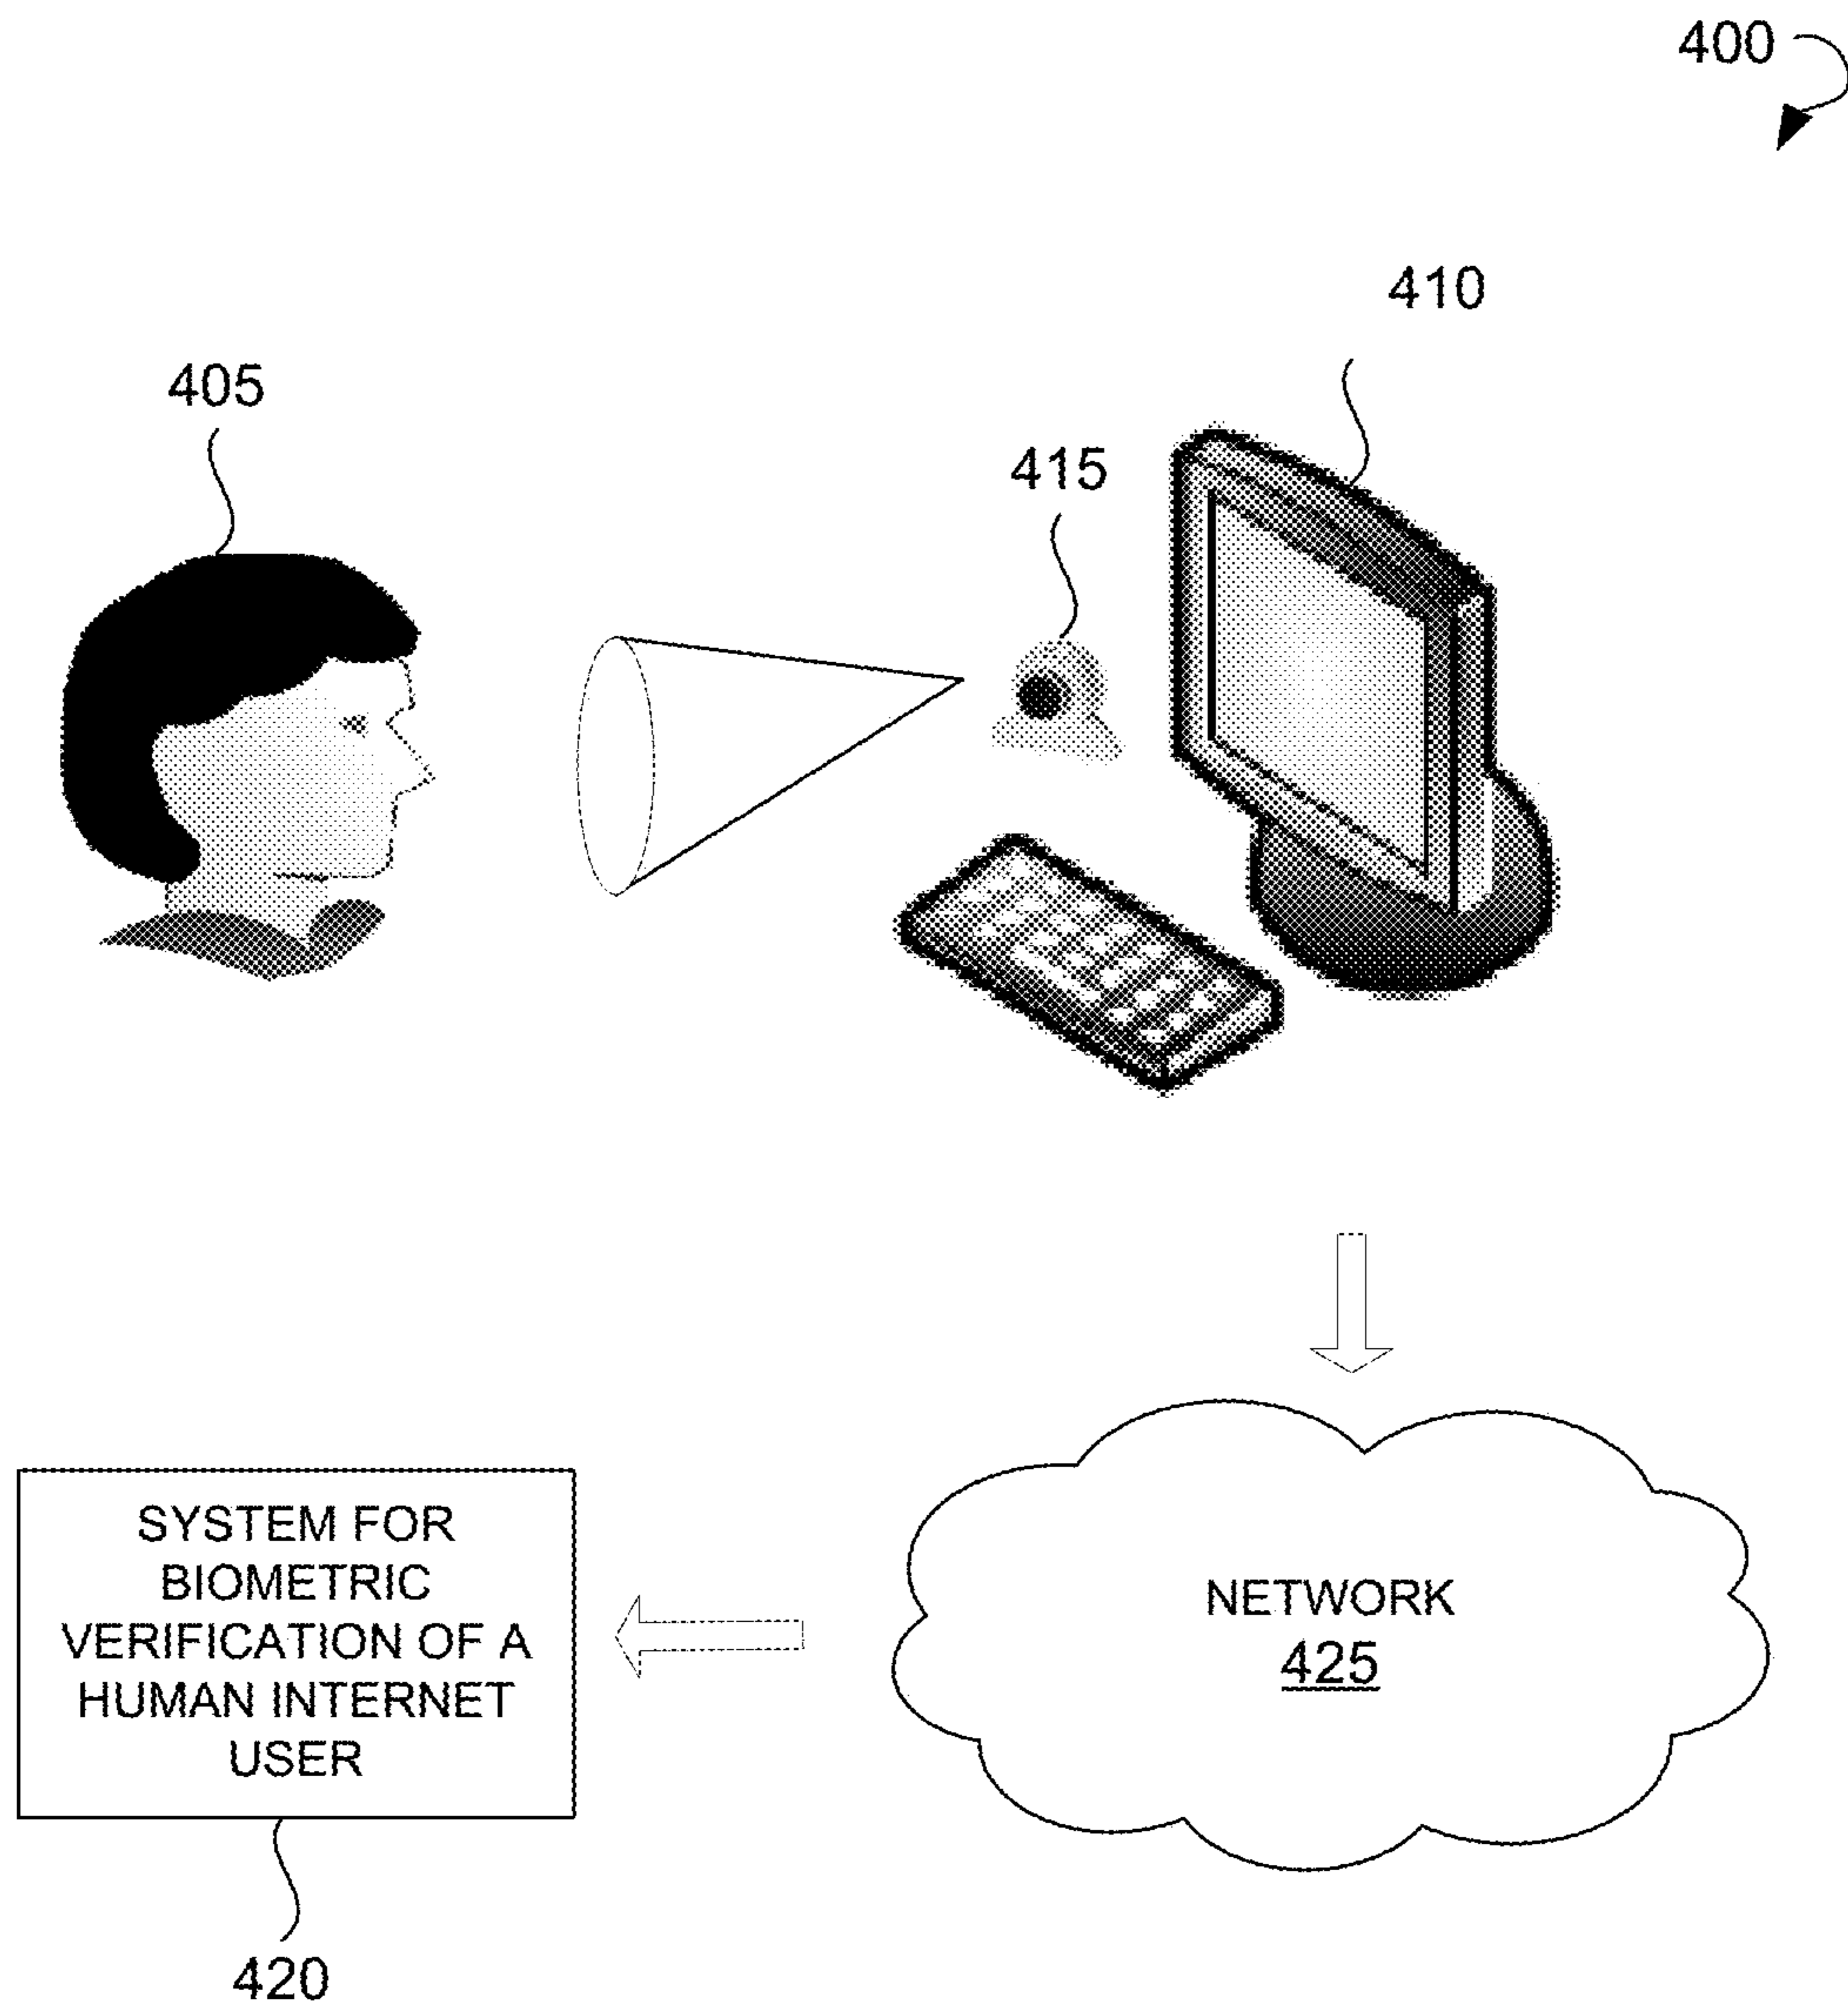 400
410
405
415
SYSTEM FOR
BIOMETRIC
VERIFICATION OF A
HUMAN INTERNET
USER
NETWORK
425
420